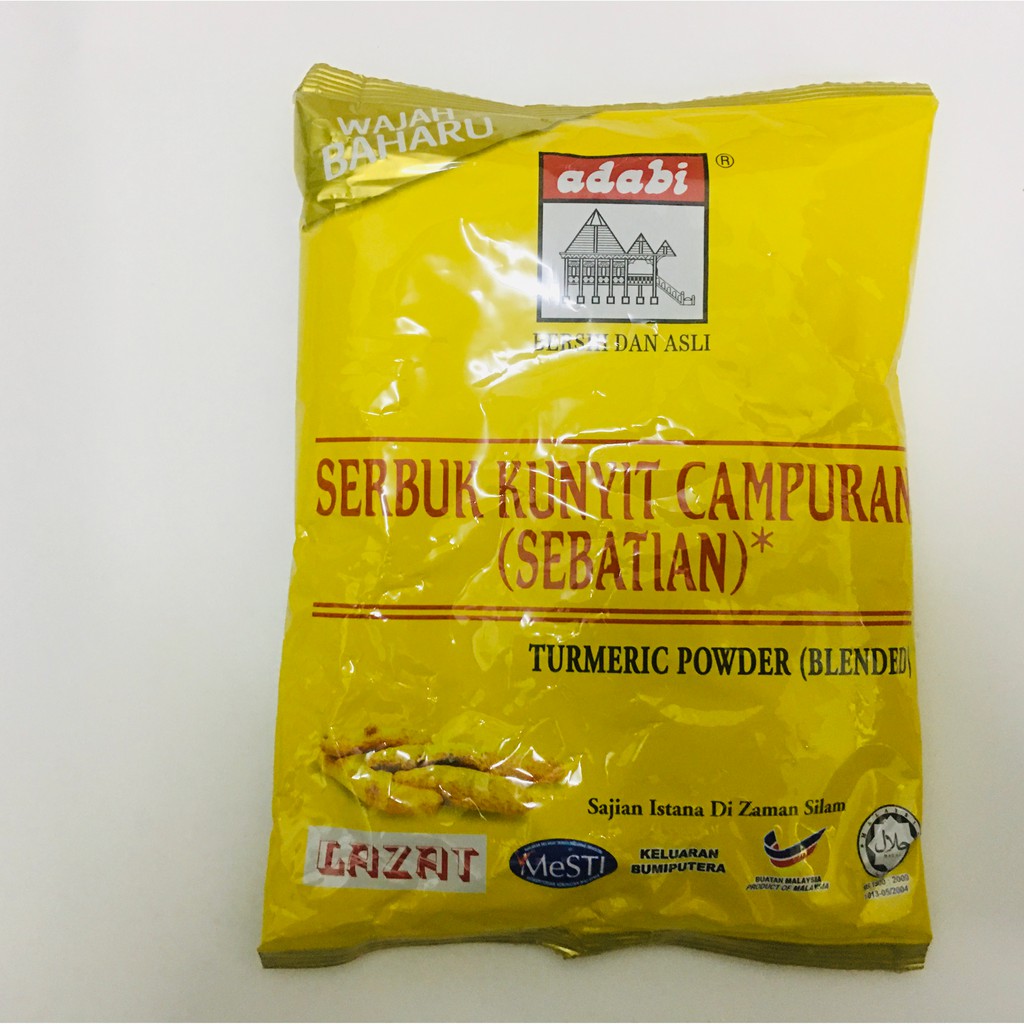 WAJAH
BAHARU
adabi
®
BERSIH DAN ASLI
SERBUK KUNYIT CAMPURAN
(SEBATIAN)*
TURMERIC POWDER (BLENDED)
Sajian Istana Di Zaman Silam
LAZAT
MeSTI
KELUARAN
BUMIPUTERA
BUATAN MALAYSIA
PRODUCT OF MALAYSIA
حلال